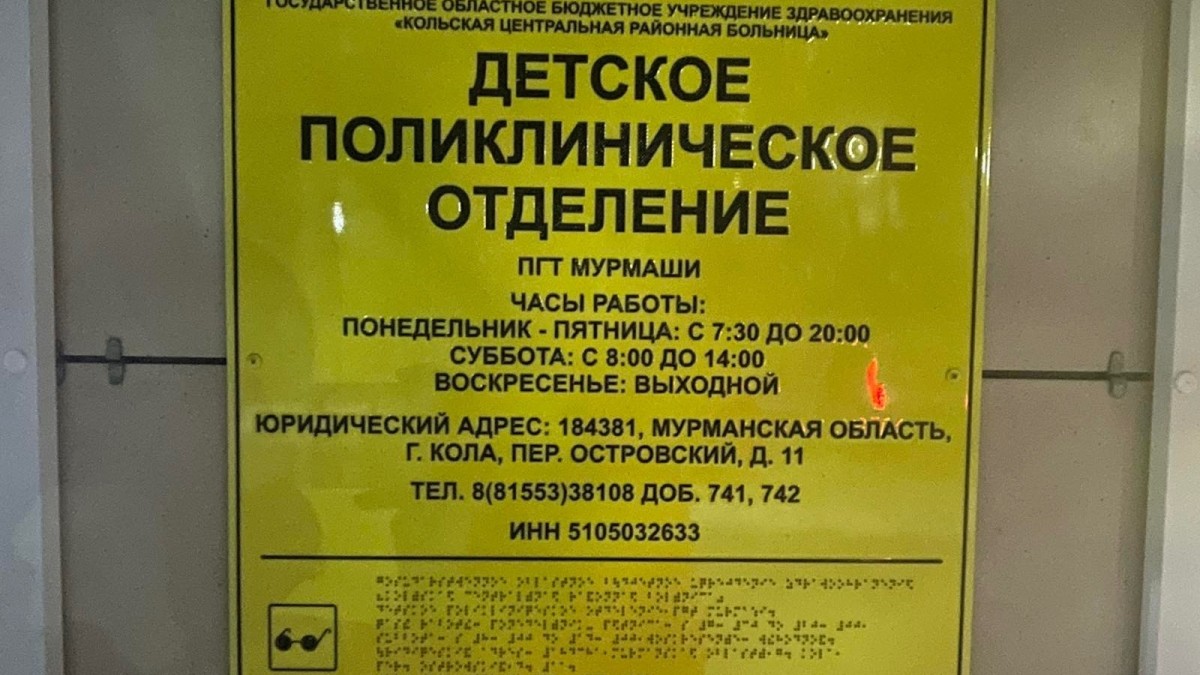 ГОСУДАРСТВЕННОЕ ОБЛАСТНОЕ БЮДЖЕТНОЕ УЧРЕЖДЕНИЕ ЗДРАВООХРАНЕНИЯ
«КОЛЬСКАЯ ЦЕНТРАЛЬНАЯ РАЙОННАЯ БОЛЬНИЦА»
ДЕТСКОЕ
ПОЛИКЛИНИЧЕСКОЕ
ОТДЕЛЕНИЕ
ПГТ МУРМАШИ
ЧАСЫ РАБОТЫ:
ПОНЕДЕЛЬНИК - ПЯТНИЦА: С 7:30 ДО 20:00
СУББОТА: С 8:00 ДО 14:00
ВОСКРЕСЕНЬЕ: ВЫХОДНОЙ
ЮРИДИЧЕСКИЙ АДРЕС: 184381, МУРМАНСКАЯ ОБЛАСТЬ,
Г. КОЛА, ПЕР. ОСТРОВСКИЙ, Д. 11
ТЕЛ. 8(81553)38108 ДОБ. 741, 742
ИНН 5105032633